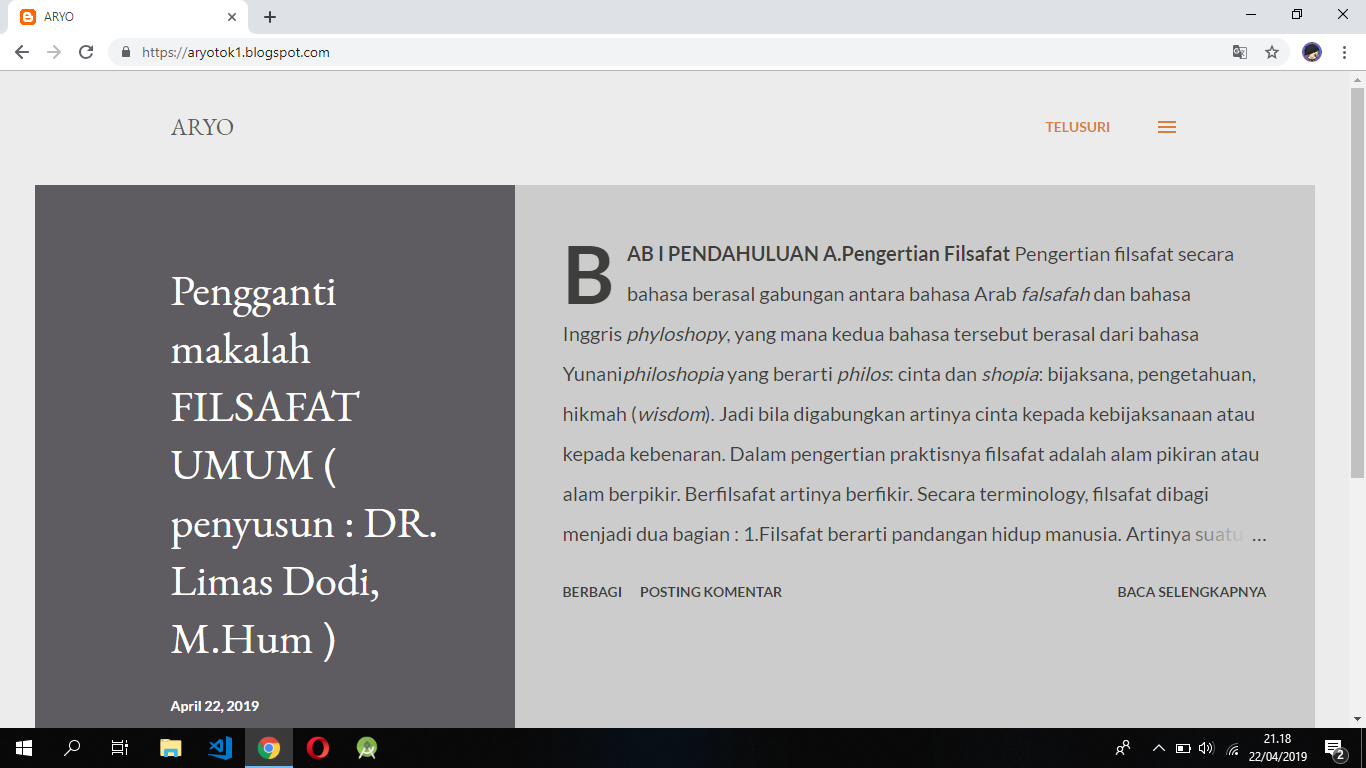 ARYO
https://aryotok1.blogspot.com
ARYO
TELUSURI
Pengganti
makalah
FILSAFAT
UMUM (
penyusun : DR.
Limas Dodi,
M.Hum )
April 22, 2019
BAB I PENDAHULUAN A.Pengertian Filsafat Pengertian filsafat secara
bahasa berasal gabungan antara bahasa Arab falsafah dan bahasa
Inggris phyloshopy, yang mana kedua bahasa tersebut berasal dari bahasa
Yunaniphiloshopia yang berarti philos: cinta dan shopia: bijaksana, pengetahuan,
hikmah (wisdom). Jadi bila digabungkan artinya cinta kepada kebijaksanaan atau
kepada kebenaran. Dalam pengertian praktisnya filsafat adalah alam pikiran atau
alam berpikir. Berfilsafat artinya berfikir. Secara terminology, filsafat dibagi
menjadi dua bagian : 1.Filsafat berarti pandangan hidup manusia. Artinya suatu ...
BERBAGI POSTING KOMENTAR BACA SELENGKAPNYA
21.18
22/04/2019
2